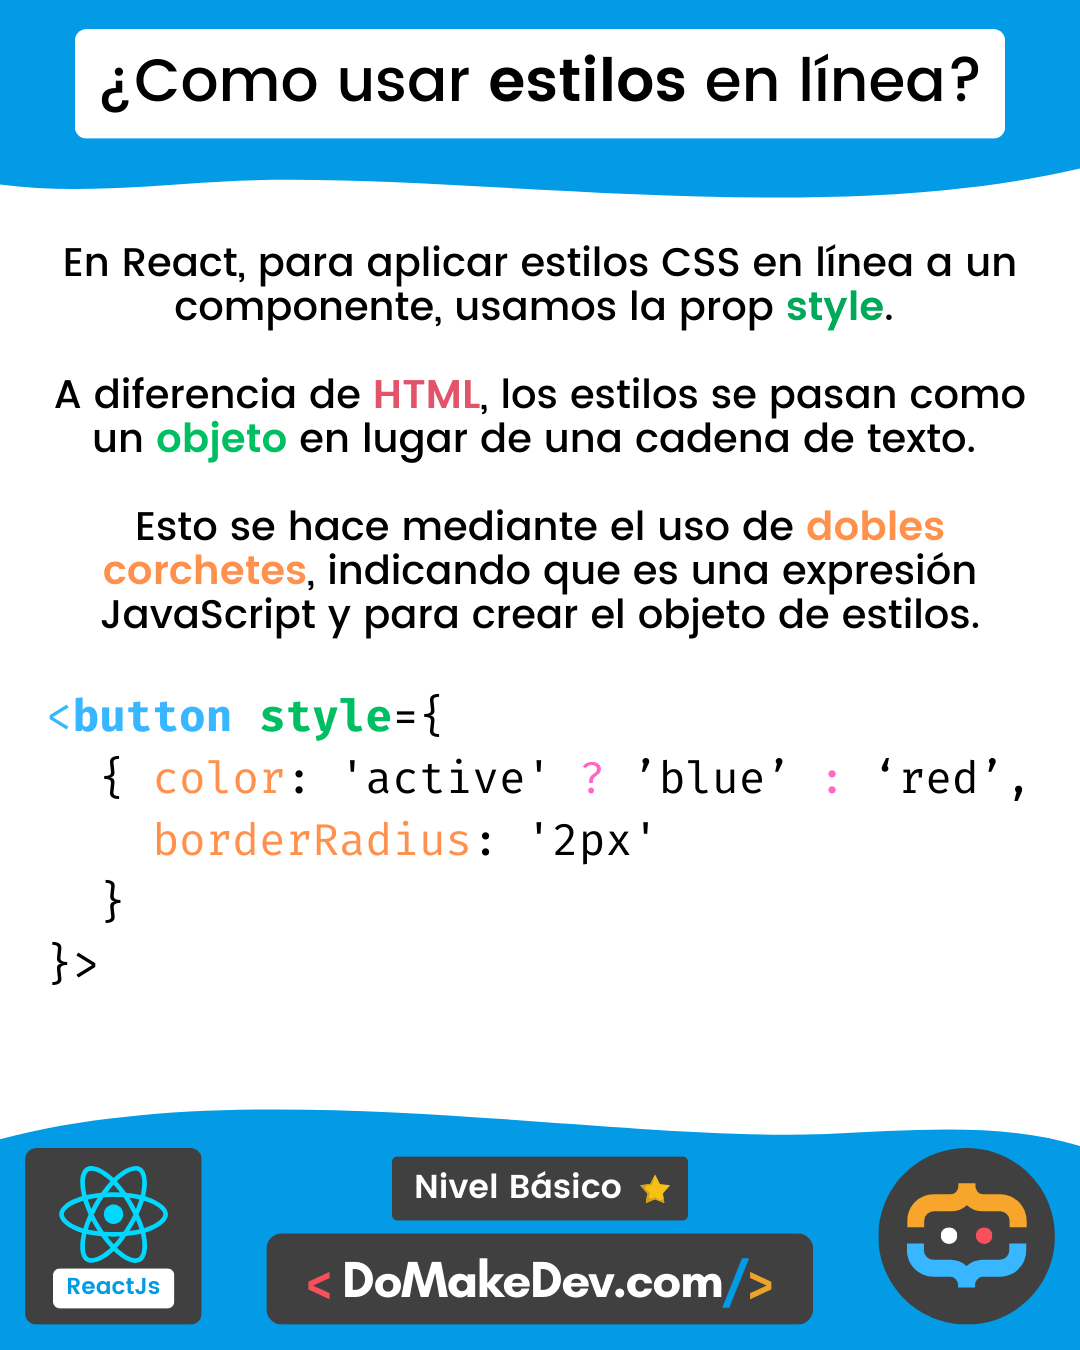 ¿Como usar estilos en línea?
En React, para aplicar estilos CSS en línea a un
componente, usamos la prop style.
A diferencia de HTML, los estilos se pasan como
un objeto en lugar de una cadena de texto.
Esto se hace mediante el uso de dobles
corchetes, indicando que es una expresión
JavaScript y para crear el objeto de estilos.
<button style={
{ color: 'active' ? ’blue’ : ‘red’,
borderRadius: '2px'
}
}>
Nivel Básico
ReactJs
< DoMakeDev.com/>